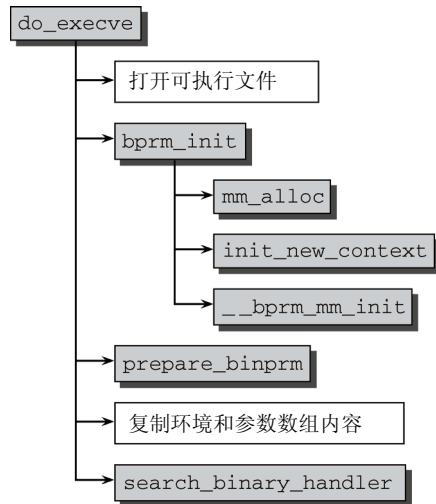 do_execve
打开可执行文件
bprm_init
mm_alloc
init_new_context
__bprm_mm_init
prepare_binprm
复制环境和参数数组内容
search_binary_handler